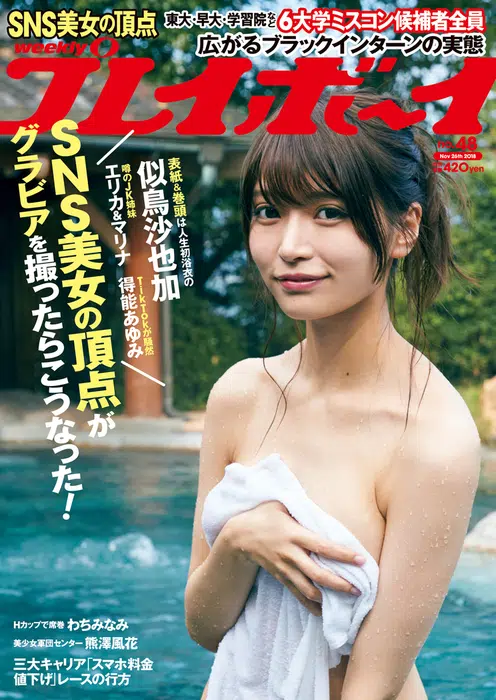 SNS美女の頂点
東大・早大・学習院など6大学ミスコン候補者全員
広がるブラックインターンの実態
weekly
プレイボーイ
no.48
Nov 26th 2018
420yen
表紙&巻頭は人生初浴衣の
似鳥沙也加
噂のJK姉妹
エリカ&マリナ
TikTokが騒然
得能あゆみ
SNS美女の頂点が
グラビアを撮ったらこうなった!
Hカップで席巻 わちみなみ
美少女軍団センター 熊澤風花
三大キャリア「スマホ料金
値下げ」レースの行方